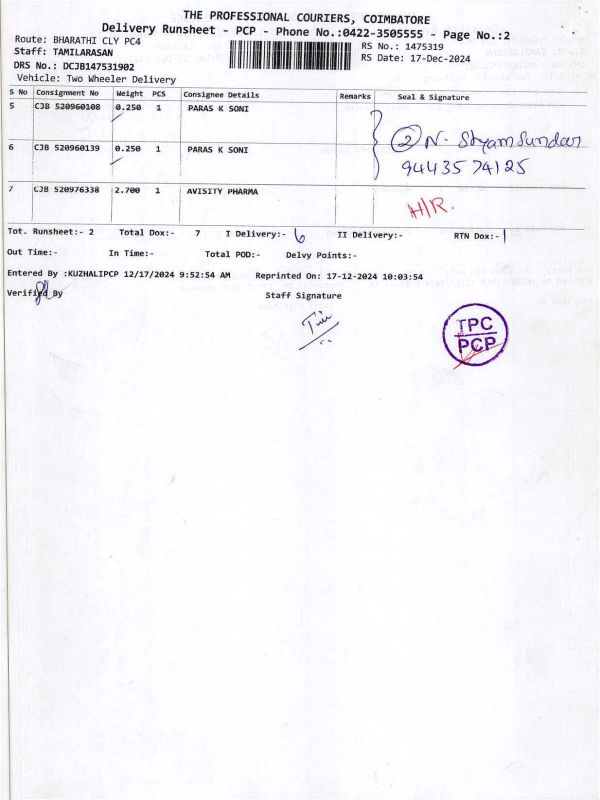 THE PROFESSIONAL COURIERS, COIMBATORE
Delivery Runsheet - PCP - Phone No.:0422-3505555 - Page No.:2
Route: BHARATHI CLY PC4 RS No.: 1475319
Staff: TAMILARASAN RS Date: 17-Dec-2024
DRS No.: DCJB147531902
Vehicle: Two Wheeler Delivery
S No Consignment No Weight PCS Consignee Details Remarks Seal & Signature
5 CJB 520960108 0.250 1 PARAS K SONI
② N. Shyam Sundar
6 CJB 520960139 0.250 1 PARAS K SONI
9443574125
7 CJB 520976338 2.700 1 AVISITY PHARMA
H/R.
Tot. Runsheet:- 2 Total Dox:- 7 I Delivery:- 6 II Delivery:- RTN Dox:- 1
Out Time:- In Time:- Total POD:- Delvy Points:-
Entered By :KUZHALIPCP 12/17/2024 9:52:54 AM Reprinted On: 17-12-2024 10:03:54
Verified By Staff Signature
TPC
PCP